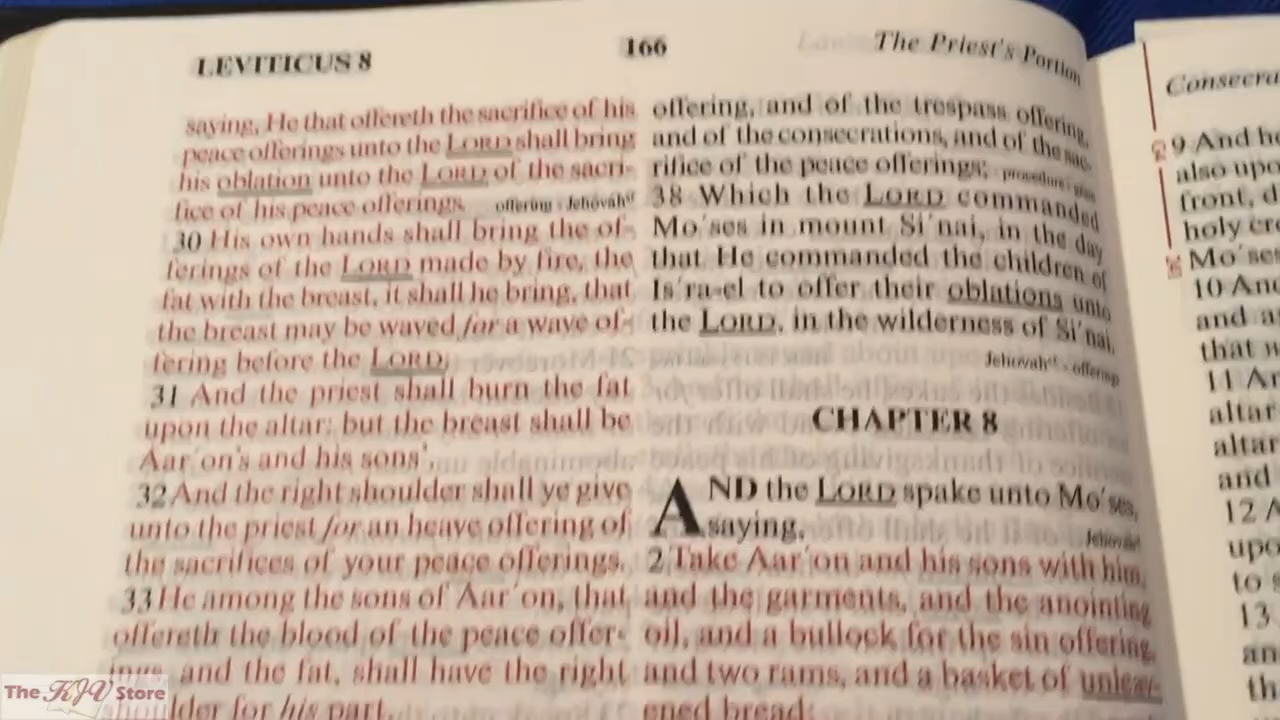 LEVITICUS 8
166
The Priest's Portion
saying, He that offereth the sacrifice of his
peace offerings unto the LORD shall bring
his oblation unto the LORD of the sacri-
fice of his peace offerings. offering - Jehovah
30 His own hands shall bring the of-
ferings of the LORD made by fire, the
fat with the breast, it shall he bring, that
the breast may be waved for a wave of-
fering before the LORD.
31 And the priest shall burn the fat
upon the altar: but the breast shall be
Aar´on's and his sons'.
32 And the right shoulder shall ye give
unto the priest for an heave offering of
the sacrifices of your peace offerings.
33 He among the sons of Aar´on, that
offereth the blood of the peace offer-
ings, and the fat, shall have the right
shoulder for his part.
offering, and of the trespass offering,
and of the consecrations, and of the sac-
rifice of the peace offerings;
38 Which the LORD commanded
Mo´ses in mount Si´nai, in the day
that He commanded the children of
Is´ra-el to offer their oblations unto
the LORD, in the wilderness of Si´nai.
Jehovah - offering
CHAPTER 8
AND the LORD spake unto Mo´ses,
saying,
Jehovah
2 Take Aar´on and his sons with him,
and the garments, and the anointing
oil, and a bullock for the sin offering,
and two rams, and a basket of unleav-
ened bread;
Consecra
9 And he
also upo
front, d
holy cr
Mo´ses
10 And
and a
that w
11 An
altar
altar
and
12 A
upo
to s
13
an
th
The KJV Store